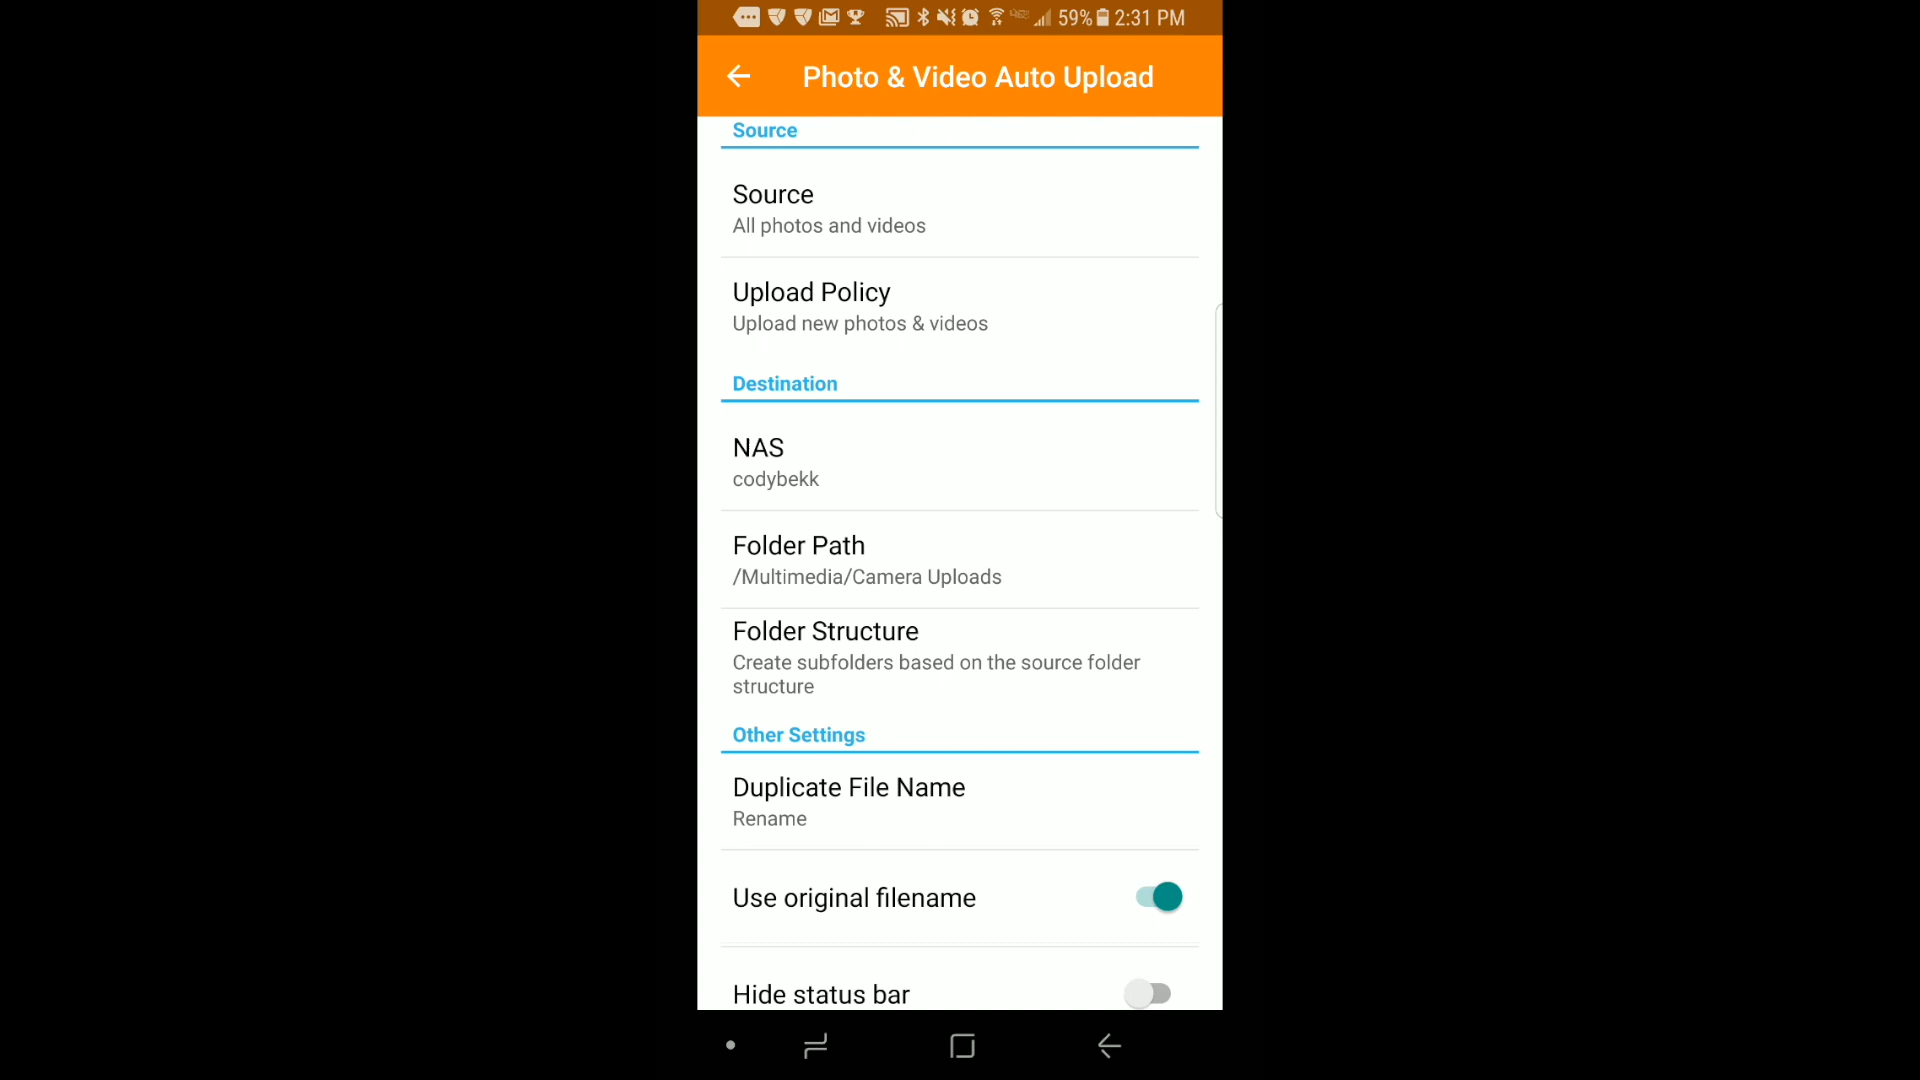 59% 2:31 PM
Photo & Video Auto Upload
Source
Source
All photos and videos
Upload Policy
Upload new photos & videos
Destination
NAS
codybekk
Folder Path
/Multimedia/Camera Uploads
Folder Structure
Create subfolders based on the source folder
structure
Other Settings
Duplicate File Name
Rename
Use original filename
Hide status bar